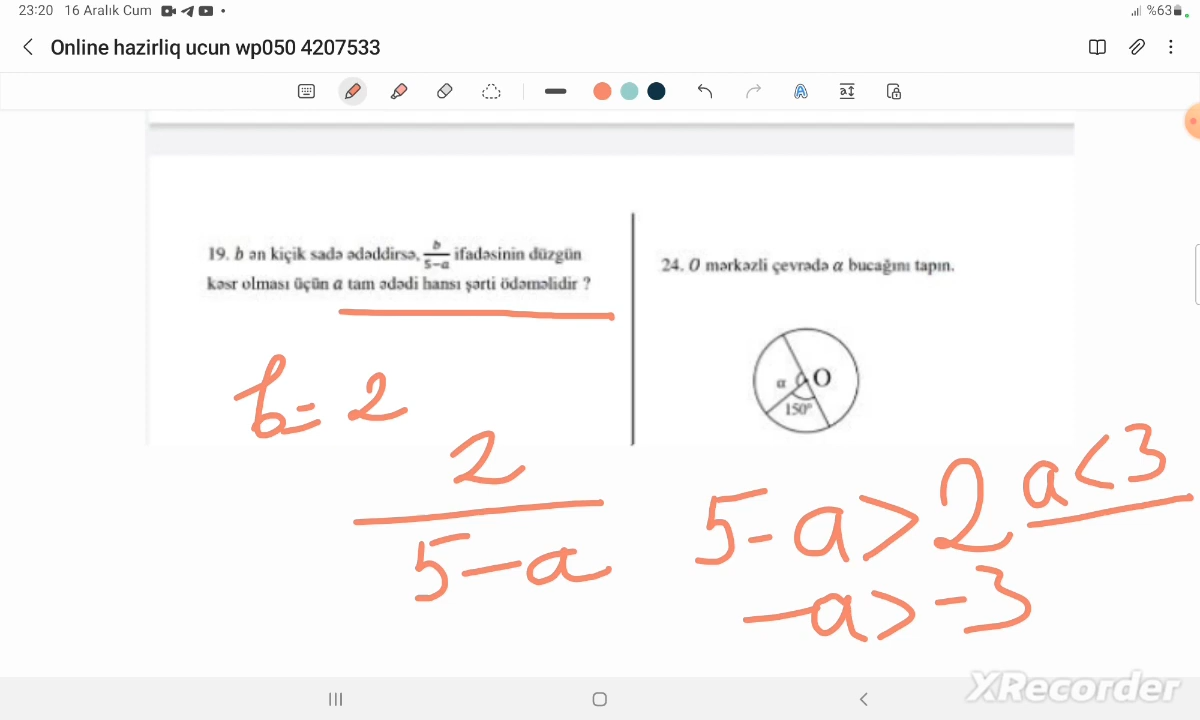 23:20 16 Aralık Cum
%63
Online hazirliq ucun wp050 4207533
19. b ən kiçik sadə ədəddirsə, b/5−a ifadəsinin düzgün
kəsr olması üçün a tam ədədi hansı şərti ödəməlidir ?
b= 2
2
5−a
24. O mərkəzli çevrədə α bucağını tapın.
α
O
150°
5-a>2
a<3
−a>-3
XRecorder